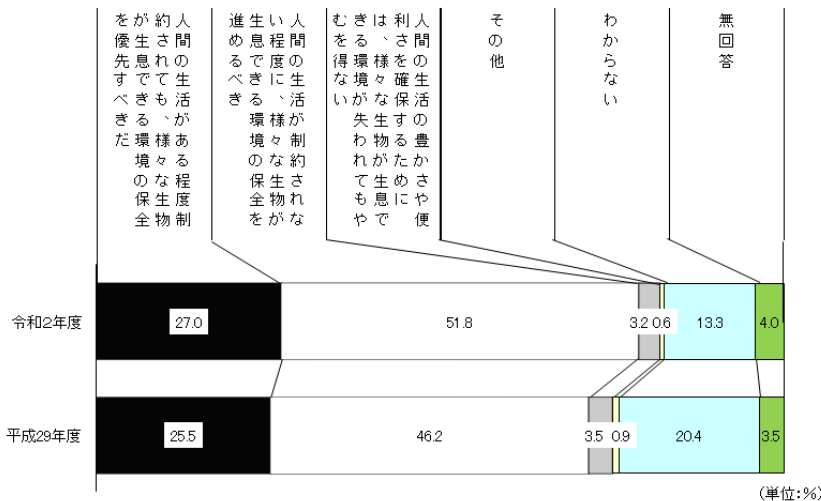 人間の生活がある程度制
約されても、様々な生物
が生息できる環境の保全
を優先すべきだ
人間の生活が制約されな
い程度に、様々な生物が
生息できる環境の保全を
進めるべき
人間の生活の豊かさや便
利さを確保するために
は、様々な生物が生息で
きる環境が失われてもや
むを得ない
その他
わからない
無回答
令和2年度
27.0
51.8
3.2
0.6
13.3
4.0
平成29年度
25.5
46.2
3.5
0.9
20.4
3.5
(単位:%)